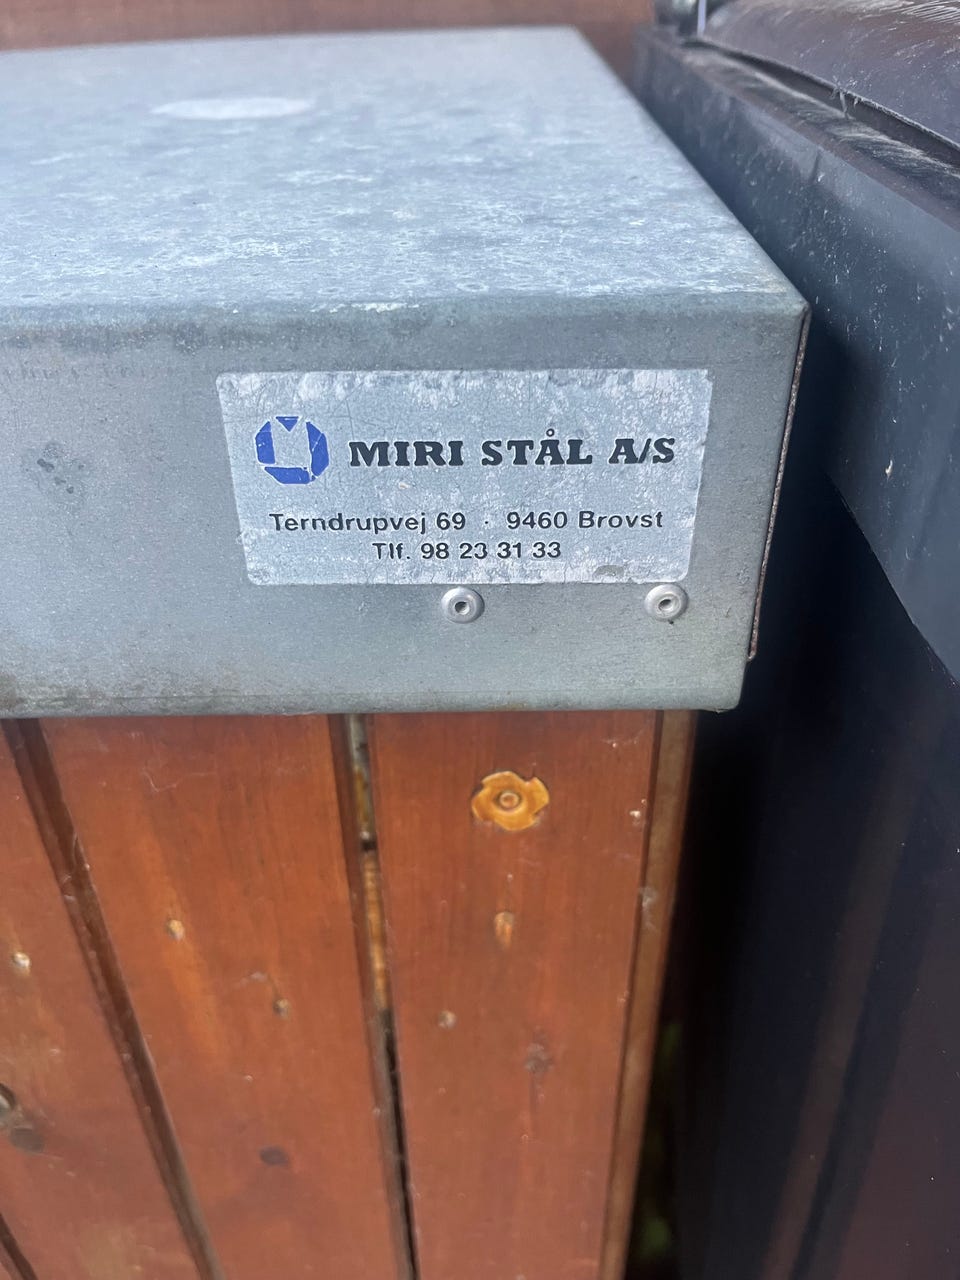 MIRI STÅL A/S
Terndrupvej 69 · 9460 Brovst
Tlf. 98 23 31 33